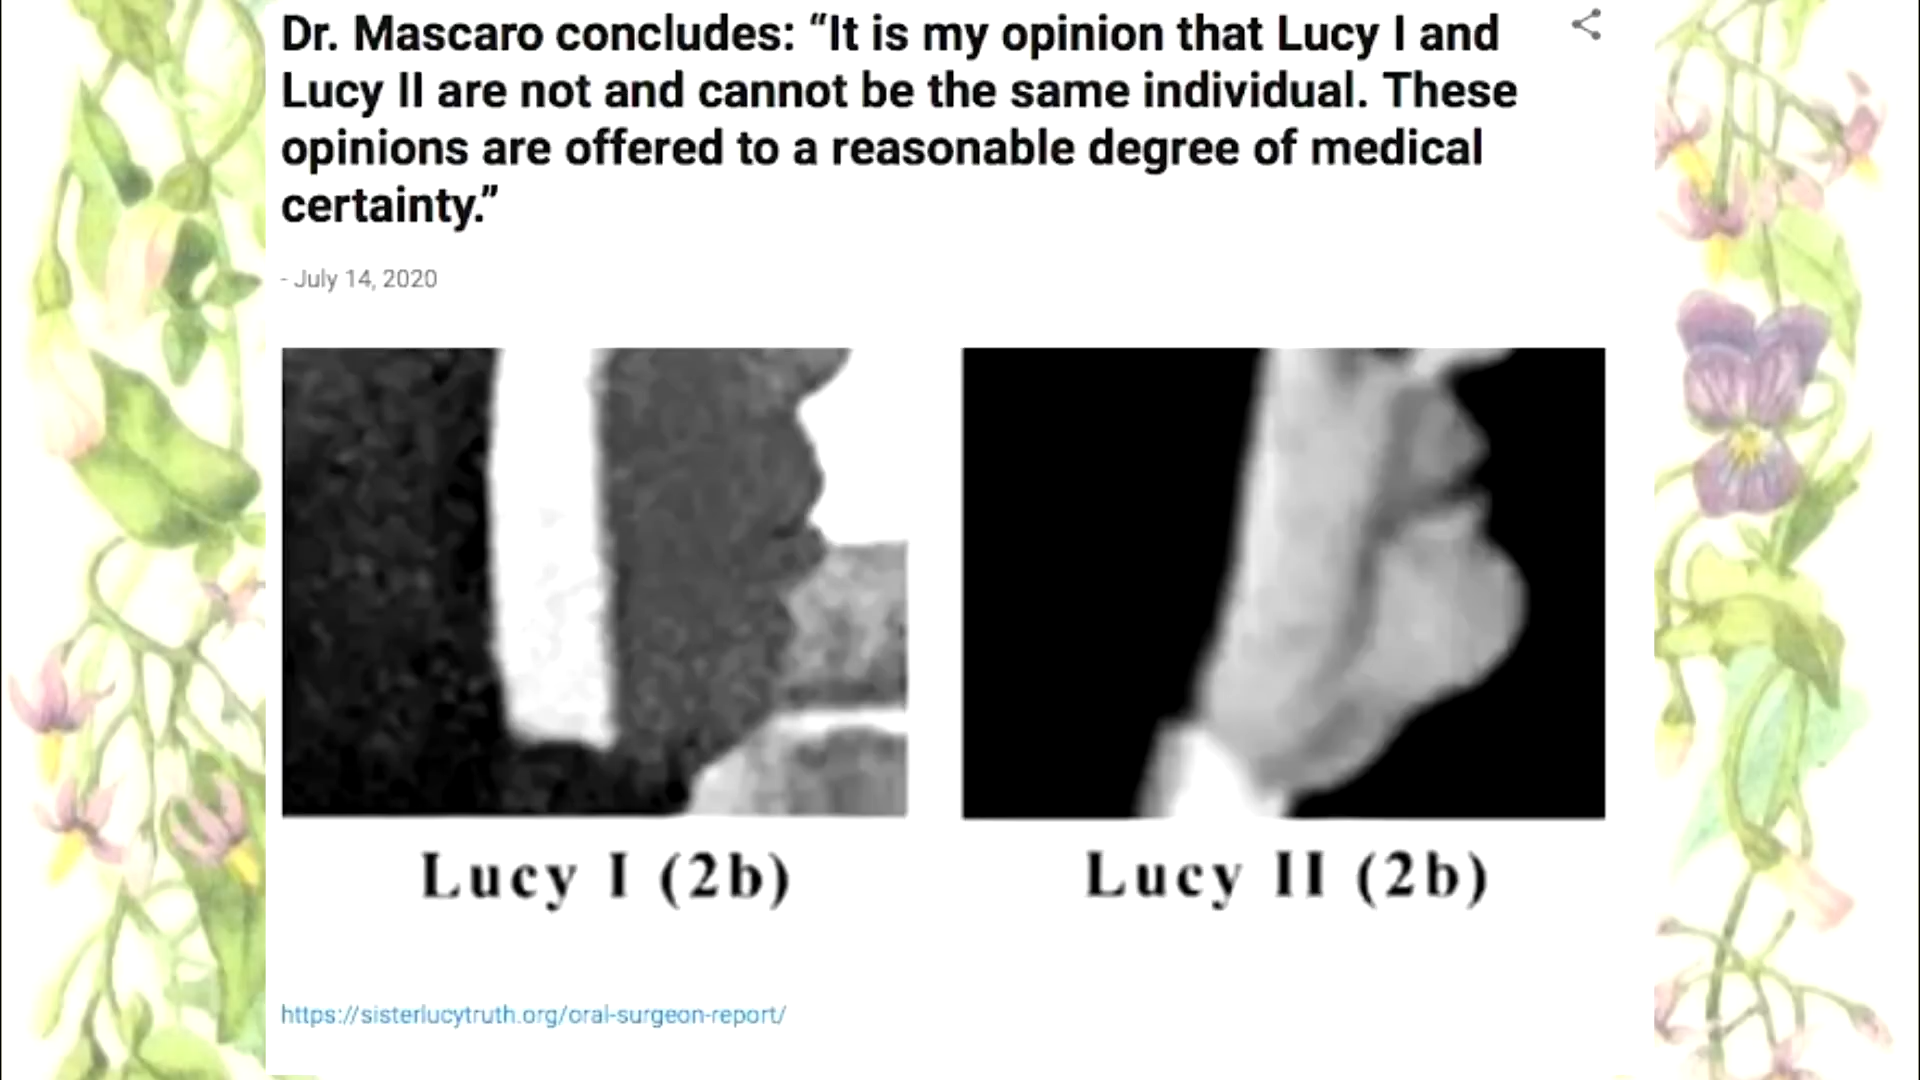 Dr. Mascaro concludes: “It is my opinion that Lucy I and
Lucy II are not and cannot be the same individual. These
opinions are offered to a reasonable degree of medical
certainty.”
- July 14, 2020
Lucy I (2b)
Lucy II (2b)
https://sisterlucytruth.org/oral-surgeon-report/